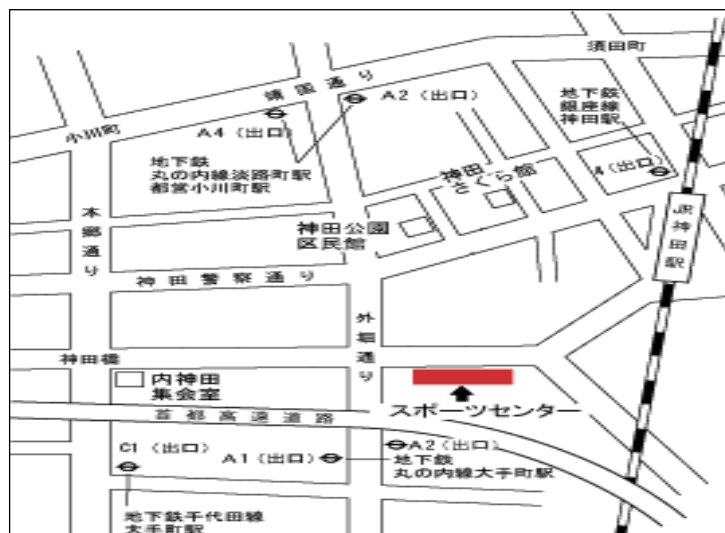 須田町
靖国通り
A2（出口）
地下鉄
銀座線
神田駅
小川町
A4（出口）
地下鉄
丸の内線淡路町駅
都営小川町駅
神田
さくら館
4（出口）
本郷通り
神田公園
区民館
JR神田駅
神田警察通り
外堀通り
神田橋
内神田
集会室
スポーツセンター
首都高速道路
C1（出口）
A1（出口）
A2（出口）
地下鉄
丸の内線大手町駅
地下鉄千代田線
大手町駅